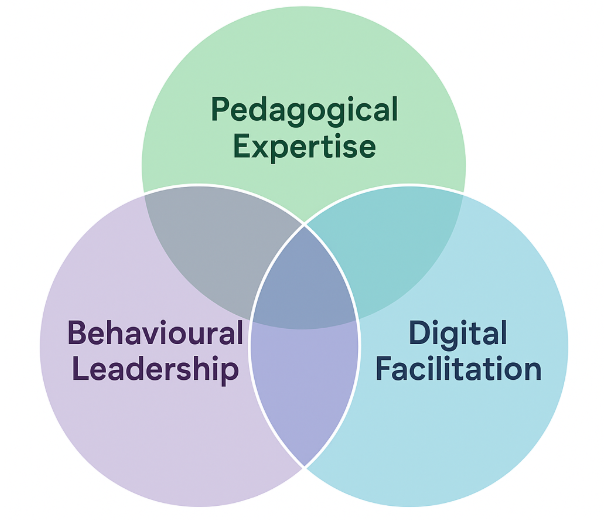 Pedagogical
Expertise
Behavioural
Leadership
Digital
Facilitation